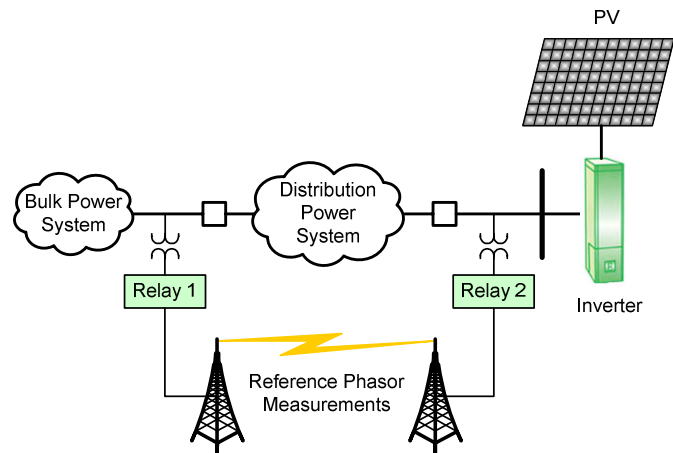 PV
Bulk Power
System
Distribution
Power
System
Relay 1
Relay 2
Inverter
Reference Phasor
Measurements